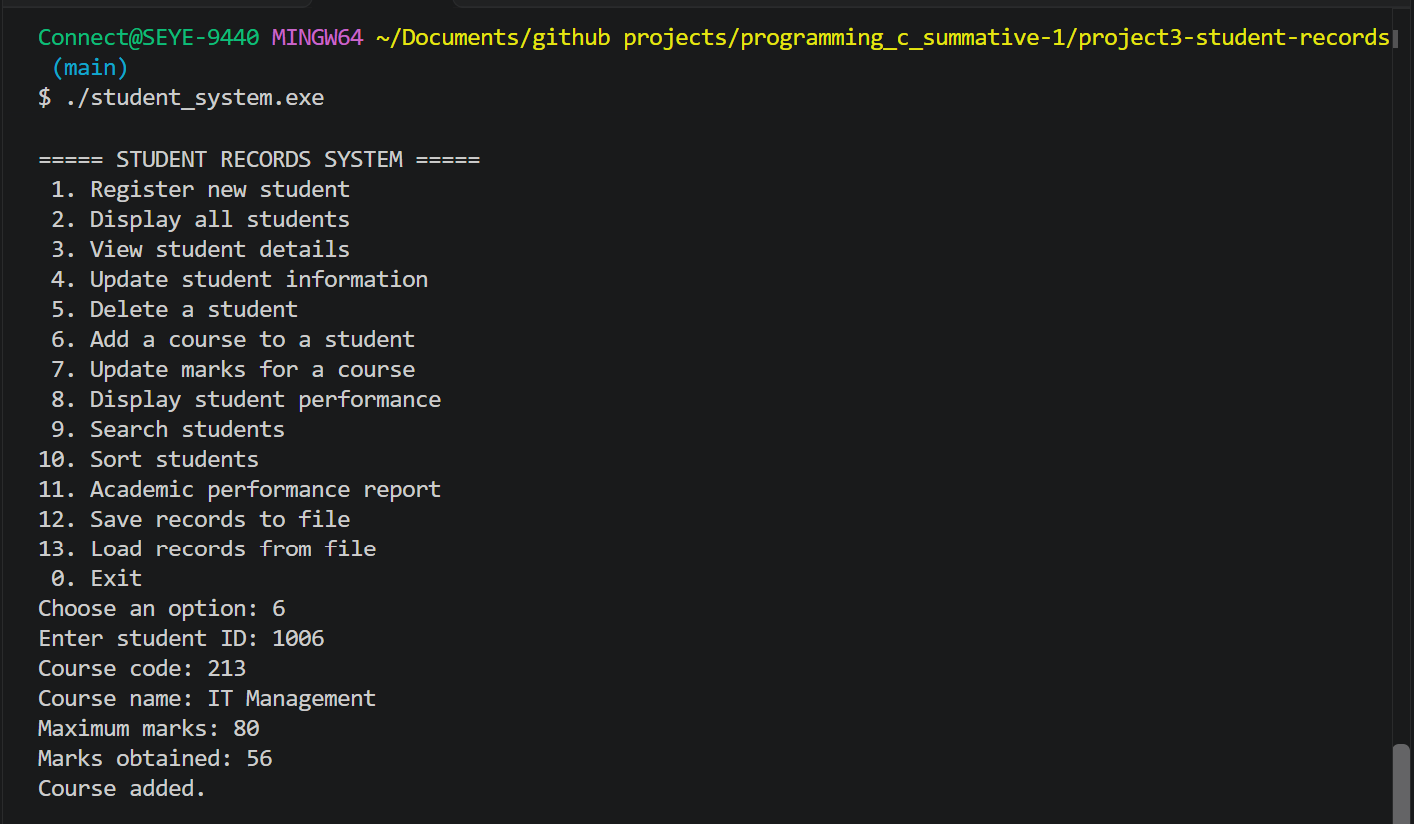 Connect@SEYE-9440 MINGW64 ~/Documents/github projects/programming_c_summative-1/project3-student-records
 (main)
$ ./student_system.exe

===== STUDENT RECORDS SYSTEM =====
 1. Register new student
 2. Display all students
 3. View student details
 4. Update student information
 5. Delete a student
 6. Add a course to a student
 7. Update marks for a course
 8. Display student performance
 9. Search students
10. Sort students
11. Academic performance report
12. Save records to file
13. Load records from file
 0. Exit
Choose an option: 6
Enter student ID: 1006
Course code: 213
Course name: IT Management
Maximum marks: 80
Marks obtained: 56
Course added.